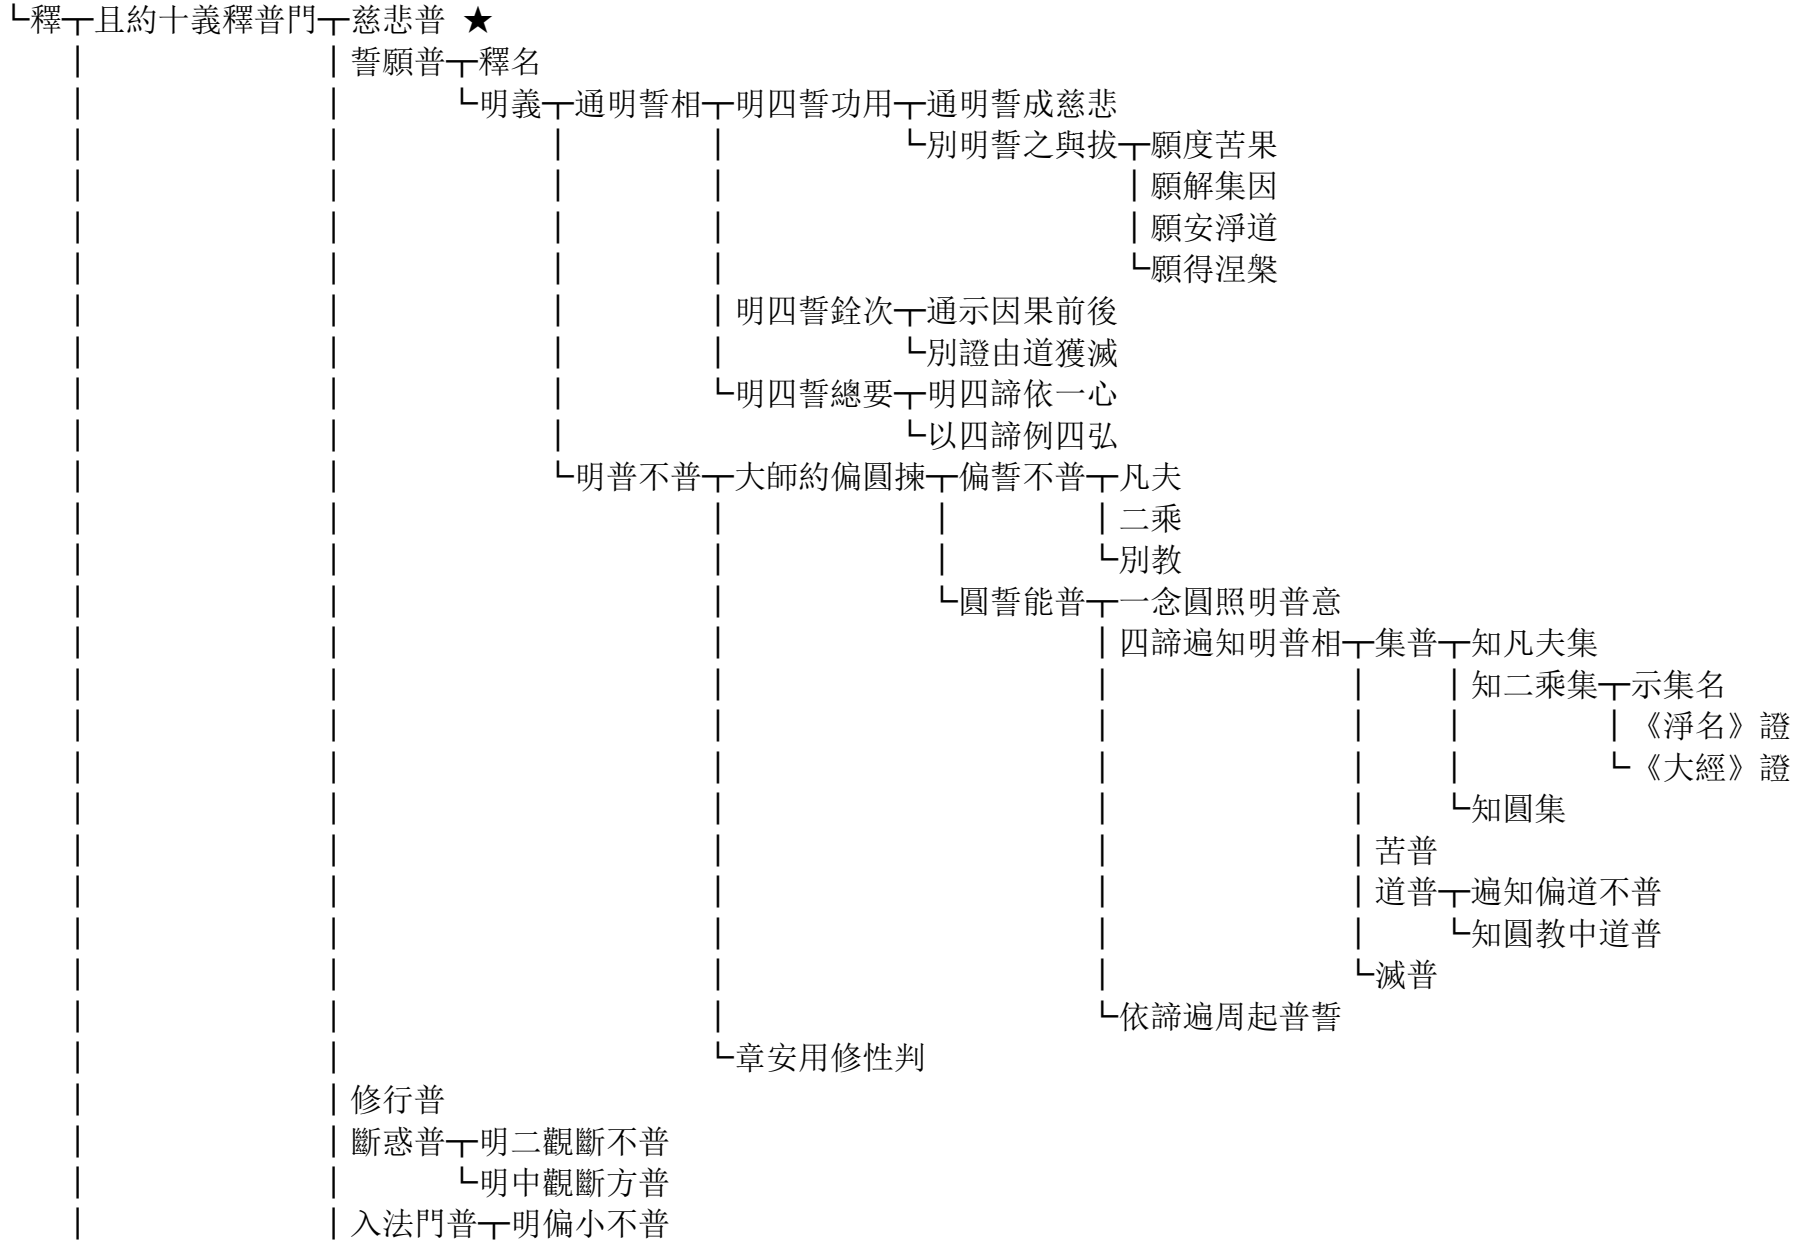 └釋┬且約十義釋普門┬慈悲普 ★
│ │誓願普┬釋名
│ │ └明義┬通明誓相┬明四誓功用┬通明誓成慈悲
│ │ │ │ └別明誓之與拔┬願度苦果
│ │ │ │ │願解集因
│ │ │ │ │願安淨道
│ │ │ │ └願得涅槃
│ │ │ │明四誓銓次┬通示因果前後
│ │ │ │ └別證由道獲滅
│ │ │ └明四誓總要┬明四諦依一心
│ │ │ └以四諦例四弘
│ │ └明普不普┬大師約偏圓揀┬偏誓不普┬凡夫
│ │ │ │ │二乘
│ │ │ │ └別教
│ │ │ └圓誓能普┬一念圓照明普意
│ │ │ │四諦遍知明普相┬集普┬知凡夫集
│ │ │ │ │ │知二乘集┬示集名
│ │ │ │ │ │ │《淨名》證
│ │ │ │ │ │ └《大經》證
│ │ │ │ │ └知圓集
│ │ │ │ │苦普
│ │ │ │ │道普┬遍知偏道不普
│ │ │ │ │ └知圓教中道普
│ │ │ │ └滅普
│ │ │ └依諦遍周起普誓
│ │ └章安用修性判
│ │修行普
│ │斷惑普┬明二觀斷不普
│ │ └明中觀斷方普
│ │入法門普┬明偏小不普